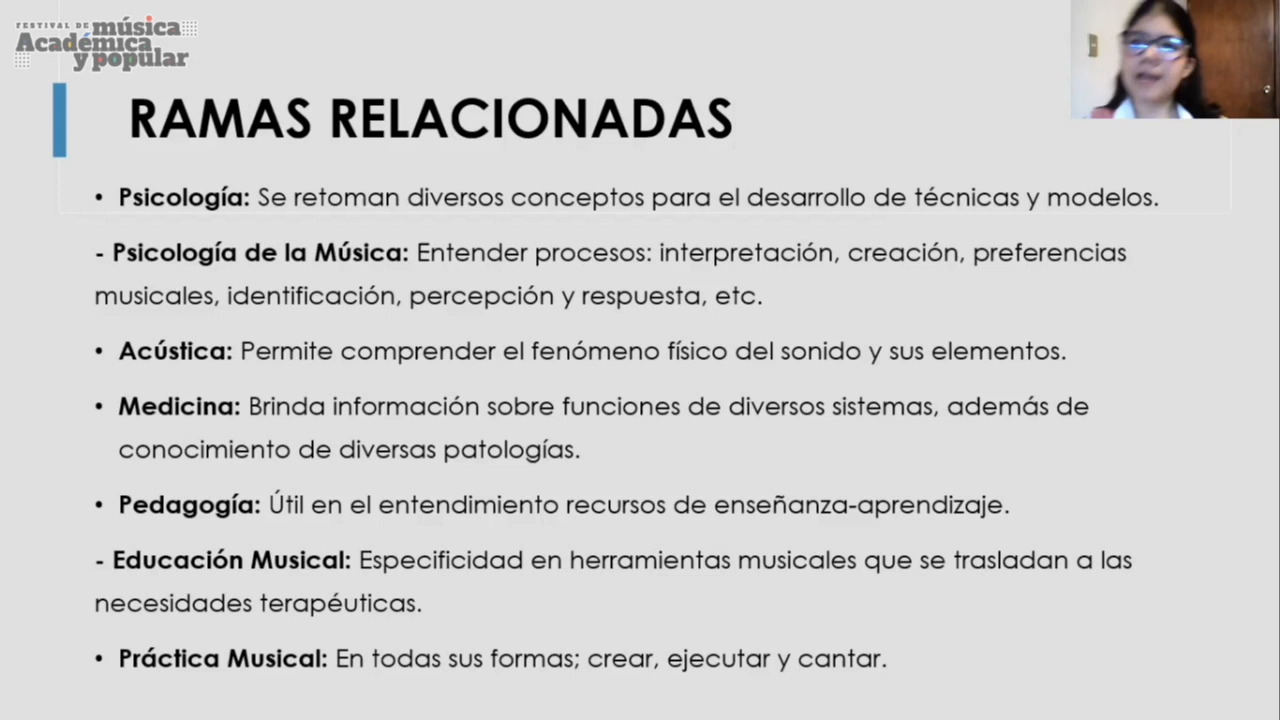 FESTIVAL DE música
Académica
y popular
RAMAS RELACIONADAS
• Psicología: Se retoman diversos conceptos para el desarrollo de técnicas y modelos.
- Psicología de la Música: Entender procesos: interpretación, creación, preferencias
musicales, identificación, percepción y respuesta, etc.
• Acústica: Permite comprender el fenómeno físico del sonido y sus elementos.
• Medicina: Brinda información sobre funciones de diversos sistemas, además de
conocimiento de diversas patologías.
• Pedagogía: Útil en el entendimiento recursos de enseñanza-aprendizaje.
- Educación Musical: Especificidad en herramientas musicales que se trasladan a las
necesidades terapéuticas.
• Práctica Musical: En todas sus formas; crear, ejecutar y cantar.